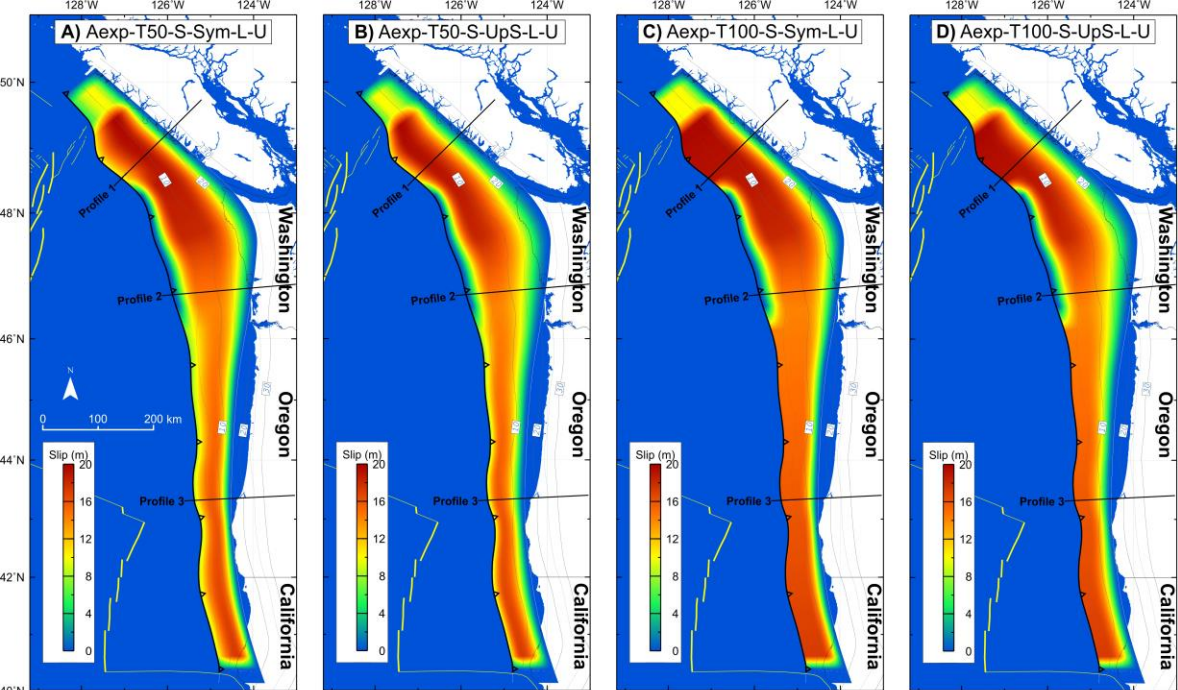 128°W 126°W 124°W 128°W 126°W 124°W 128°W 126°W 124°W 128°W 126°W 124°W
A) Aexp-T50-S-Sym-L-U
B) Aexp-T50-S-UpS-L-U
C) Aexp-T100-S-Sym-L-U
D) Aexp-T100-S-UpS-L-U
50°N
48°N
46°N
44°N
42°N
40°N
Profile 1
Profile 2
Profile 3
Washington
Oregon
California
N
0 100 200 km
Slip (m)
20
16
12
8
4
0
Profile 1
Profile 2
Profile 3
Washington
Oregon
California
Slip (m)
20
16
12
8
4
0
Profile 1
Profile 2
Profile 3
Washington
Oregon
California
Slip (m)
20
16
12
8
4
0
Profile 1
Profile 2
Profile 3
Washington
Oregon
California
Slip (m)
20
16
12
8
4
0